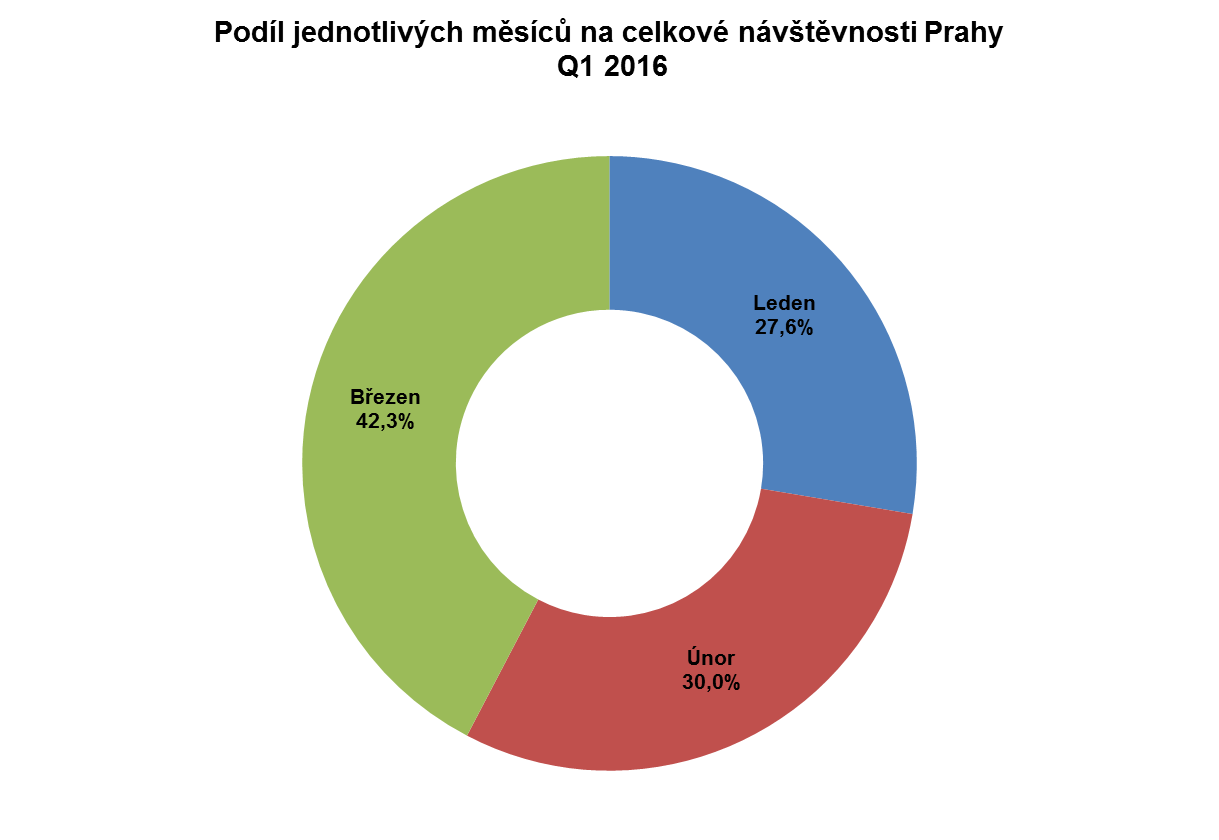 Podíl jednotlivých měsíců na celkové návštěvnosti Prahy
Q1 2016
Leden
27,6%
Březen
42,3%
Únor
30,0%